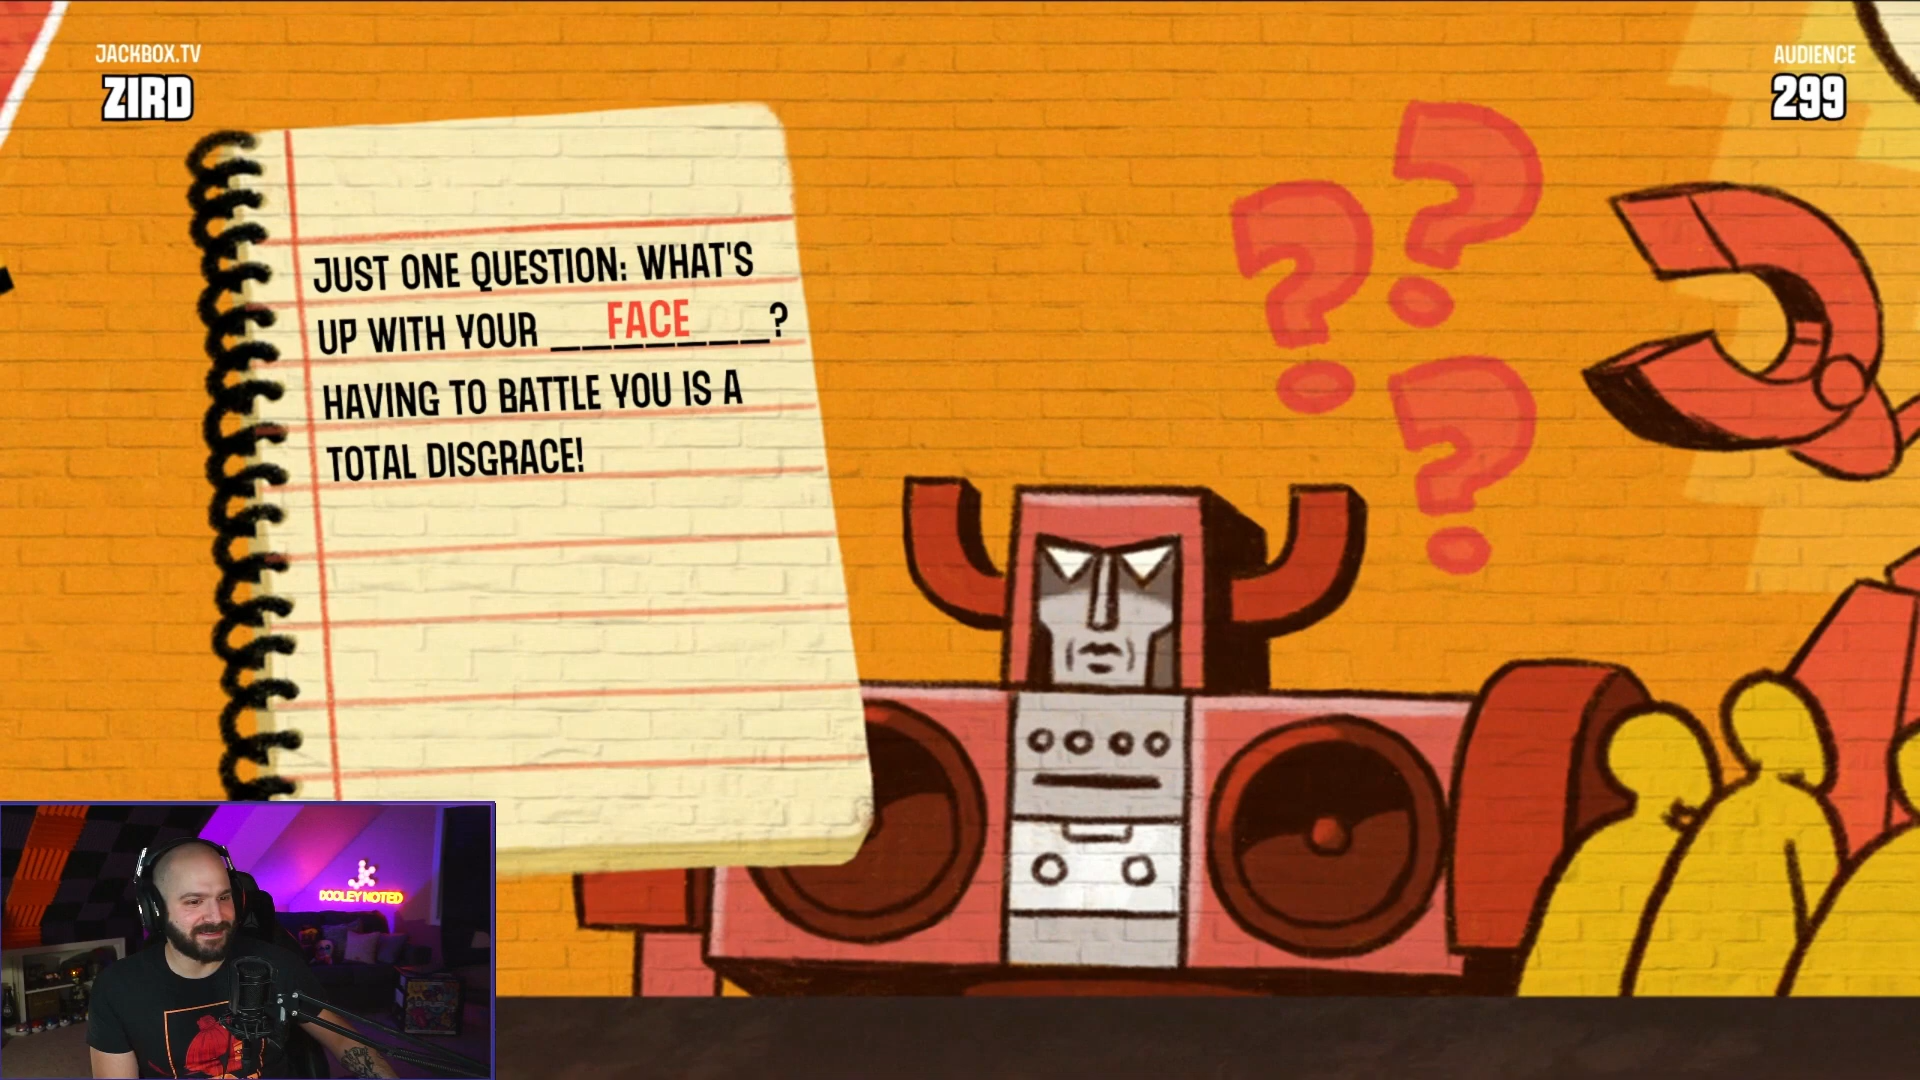 JACKBOX.TV
ZIRD
AUDIENCE
299
JUST ONE QUESTION: WHAT'S
UP WITH YOUR FACE?
HAVING TO BATTLE YOU IS A
TOTAL DISGRACE!
DOOLEY NOTED